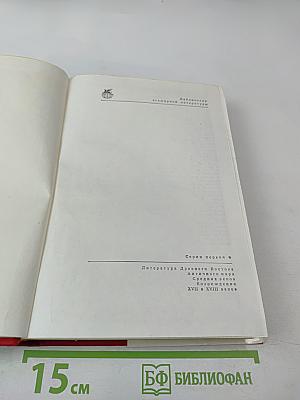 Библиотека
всемирной литературы
Серия первая
Литература Древнего Востока
Античного мира
Средних веков
Возрождения
XVII и XVIII веков
15 см
БФ БИБЛИОФАН